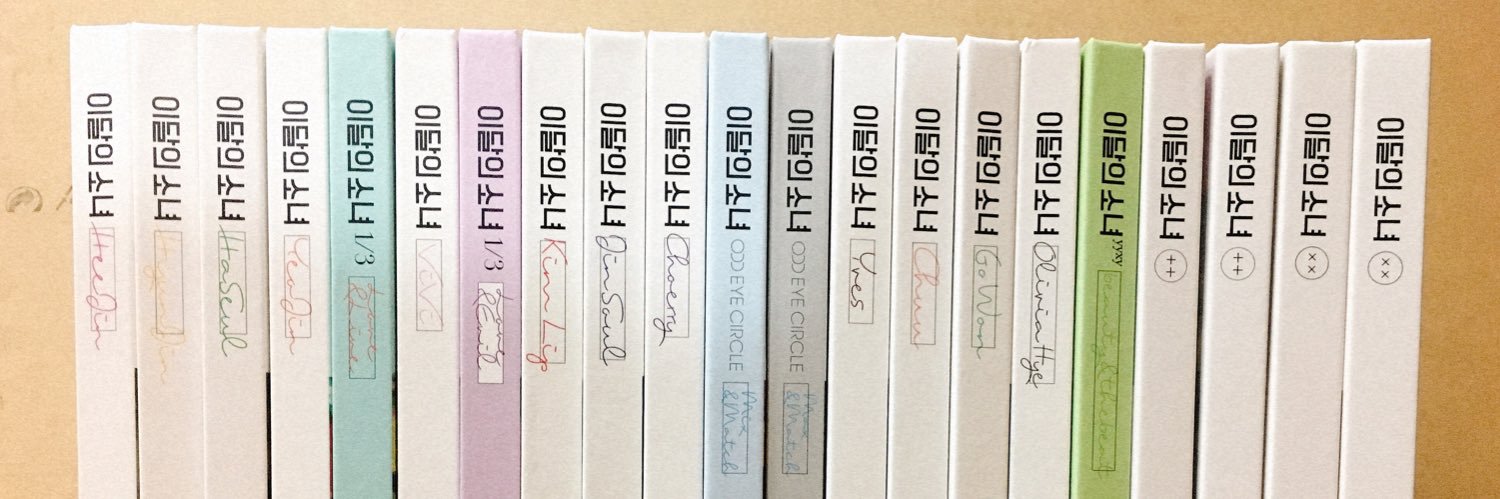 이달의 소녀 HeeJin
이달의 소녀 HyunJin
이달의 소녀 HaSeul
이달의 소녀 YeoJin
이달의 소녀 1/3 Love & Live
이달의 소녀 ViVi
이달의 소녀 1/3 Love & Evil
이달의 소녀 Kim Lip
이달의 소녀 JinSoul
이달의 소녀 Choerry
이달의 소녀 ODD EYE CIRCLE Mix & Match
이달의 소녀 ODD EYE CIRCLE Max & Match
이달의 소녀 Yves
이달의 소녀 Chuu
이달의 소녀 Go Won
이달의 소녀 Olivia Hye
이달의 소녀 yyxy beauty&thebeat
이달의 소녀 ++
이달의 소녀 ++
이달의 소녀 ××
이달의 소녀 ××